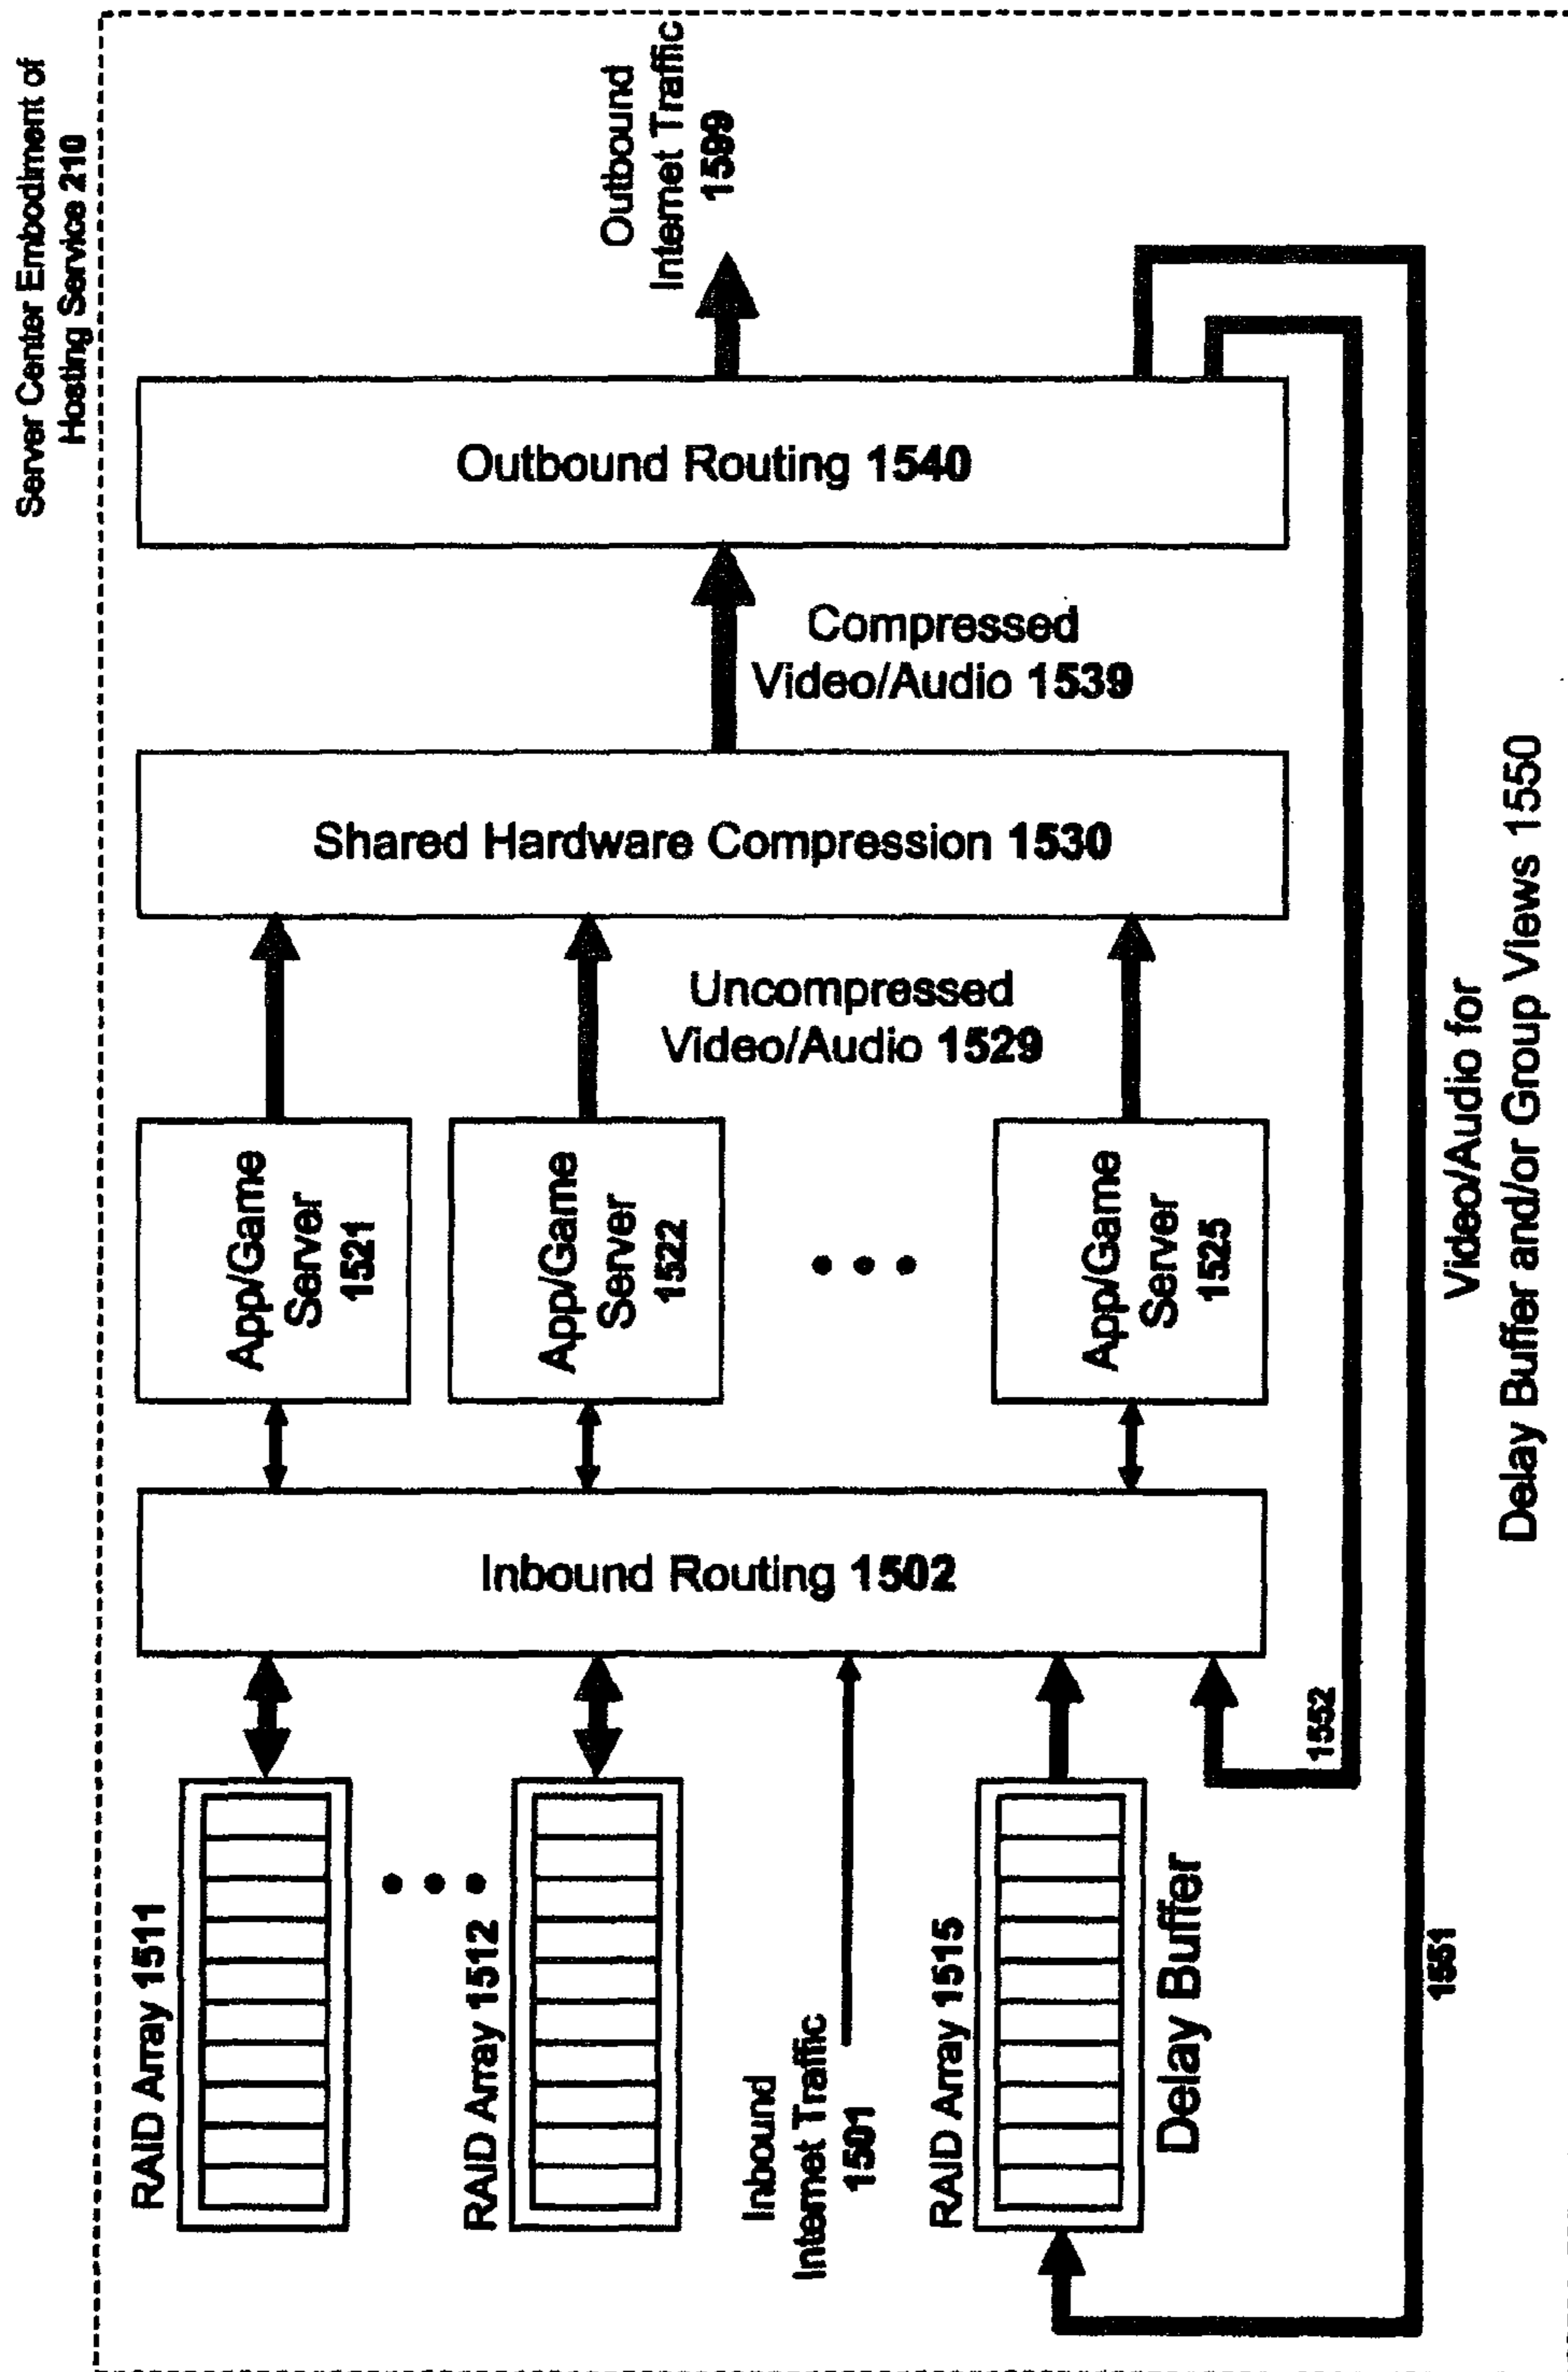 Server Center Embodiment of
Hosting Service 210
RAID Array 1511
RAID Array 1512
Inbound
Internet Traffic
1501
RAID Array 1515
Delay Buffer
Inbound Routing 1502
App/Game
Server
1521
App/Game
Server
1522
App/Game
Server
1525
Uncompressed
Video/Audio 1529
Shared Hardware Compression 1530
Compressed
Video/Audio 1539
Outbound Routing 1540
Outbound
Internet Traffic
1599
1552
1551
Video/Audio for
Delay Buffer and/or Group Views 1550